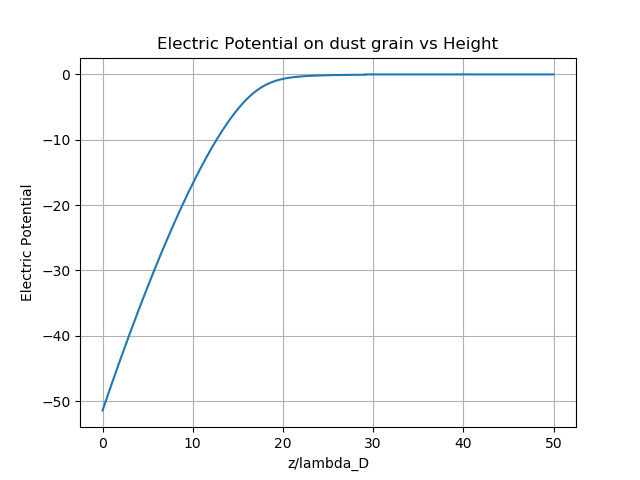 Electric Potential on dust grain vs Height
0
−10
−20
−30
−40
−50
Electric Potential
0 10 20 30 40 50
z/lambda_D